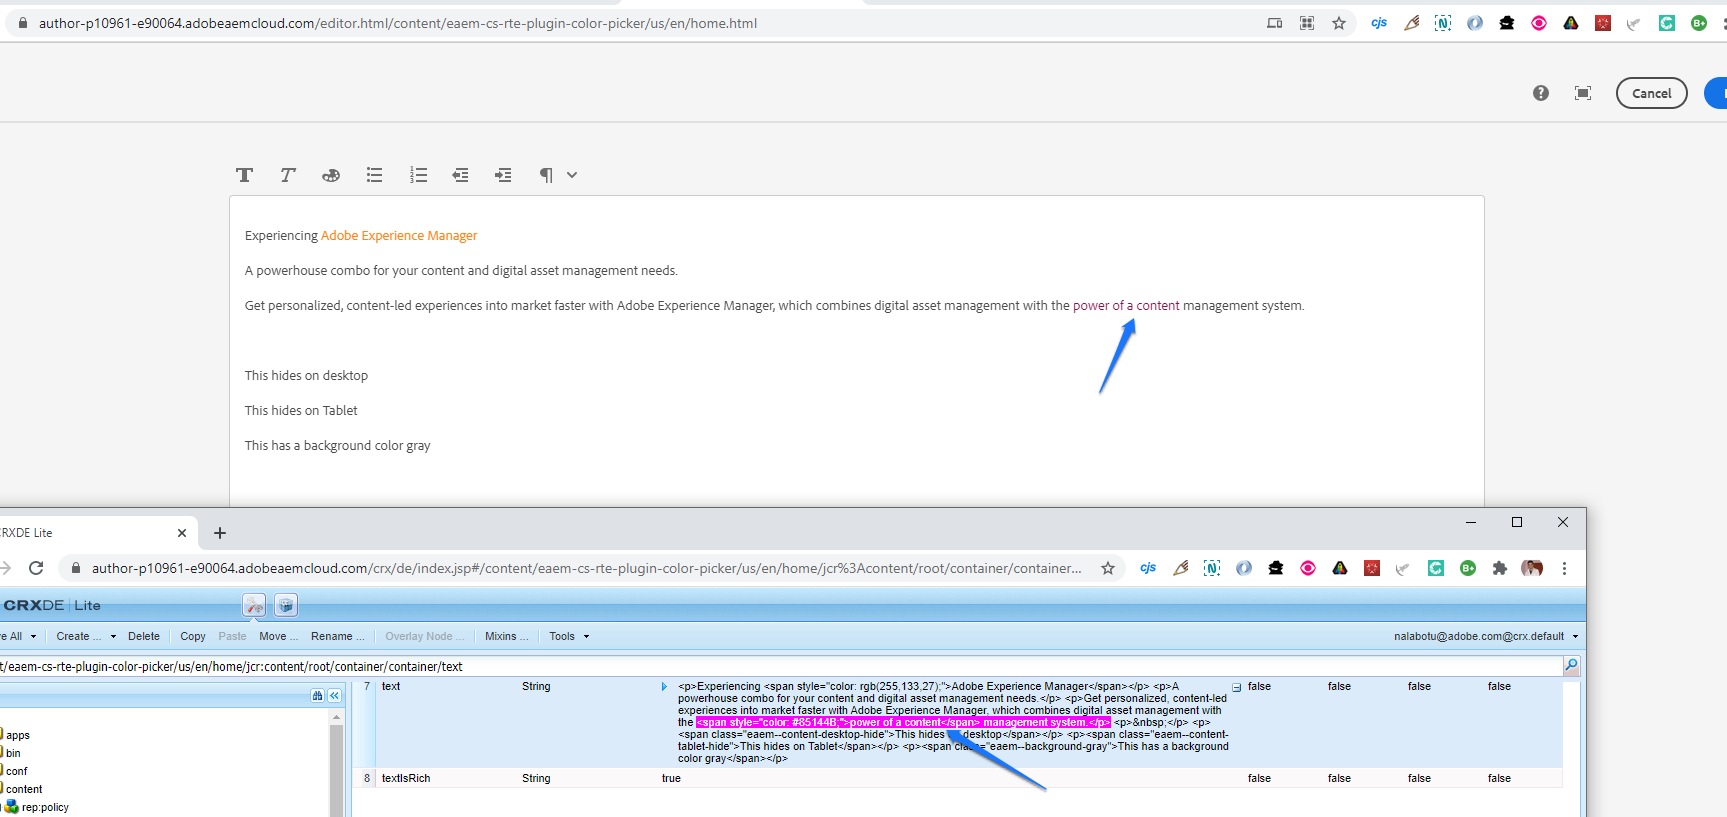 author-p10961-e90064.adobeaemcloud.com/editor.html/content/eaem-cs-rte-plugin-color-picker/us/en/home.html
cjs
N
C
B+
?
Cancel
T T
1
2
3
Experiencing Adobe Experience Manager
A powerhouse combo for your content and digital asset management needs.
Get personalized, content-led experiences into market faster with Adobe Experience Manager, which combines digital asset management with the power of a content management system.
This hides on desktop
This hides on Tablet
This has a background color gray
RXDE Lite
author-p10961-e90064.adobeaemcloud.com/crx/de/index.jsp#/content/eaem-cs-rte-plugin-color-picker/us/en/home/jcr%3Acontent/root/container/container...
cjs
N
C
B+
CRXDE Lite
e All Create ... Delete Copy Paste Move ... Rename ... Overlay Node ... Mixins ... Tools nalabotu@adobe.com@crx.default
t/eaem-cs-rte-plugin-color-picker/us/en/home/jcr:content/root/container/container/text
7 text String <p>Experiencing <span style="color: rgb(255,133,27);">Adobe Experience Manager</span></p> <p>A false false false false
powerhouse combo for your content and digital asset management needs.</p> <p>Get personalized, content-led
experiences into market faster with Adobe Experience Manager, which combines digital asset management with
the <span style="color: #85144B;">power of a content</span> management system.</p> <p>&nbsp;</p> <p>
<span class="eaem--content-desktop-hide">This hides desktop</span></p> <p><span class="eaem--content-
tablet-hide">This hides on Tablet</span></p> <p><span class="eaem--background-gray">This has a background
color gray</span></p>
8 textIsRich String true false false false false
apps
bin
conf
content
rep:policy